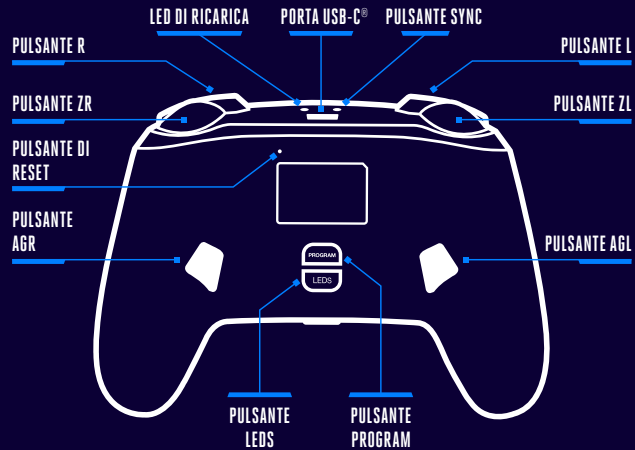 LED DI RICARICA
PORTA USB-C®
PULSANTE SYNC
PULSANTE R
PULSANTE L
PULSANTE ZR
PULSANTE ZL
PULSANTE DI
RESET
PULSANTE
AGR
PULSANTE AGL
PROGRAM
LEDS
PULSANTE
LEDS
PULSANTE
PROGRAM